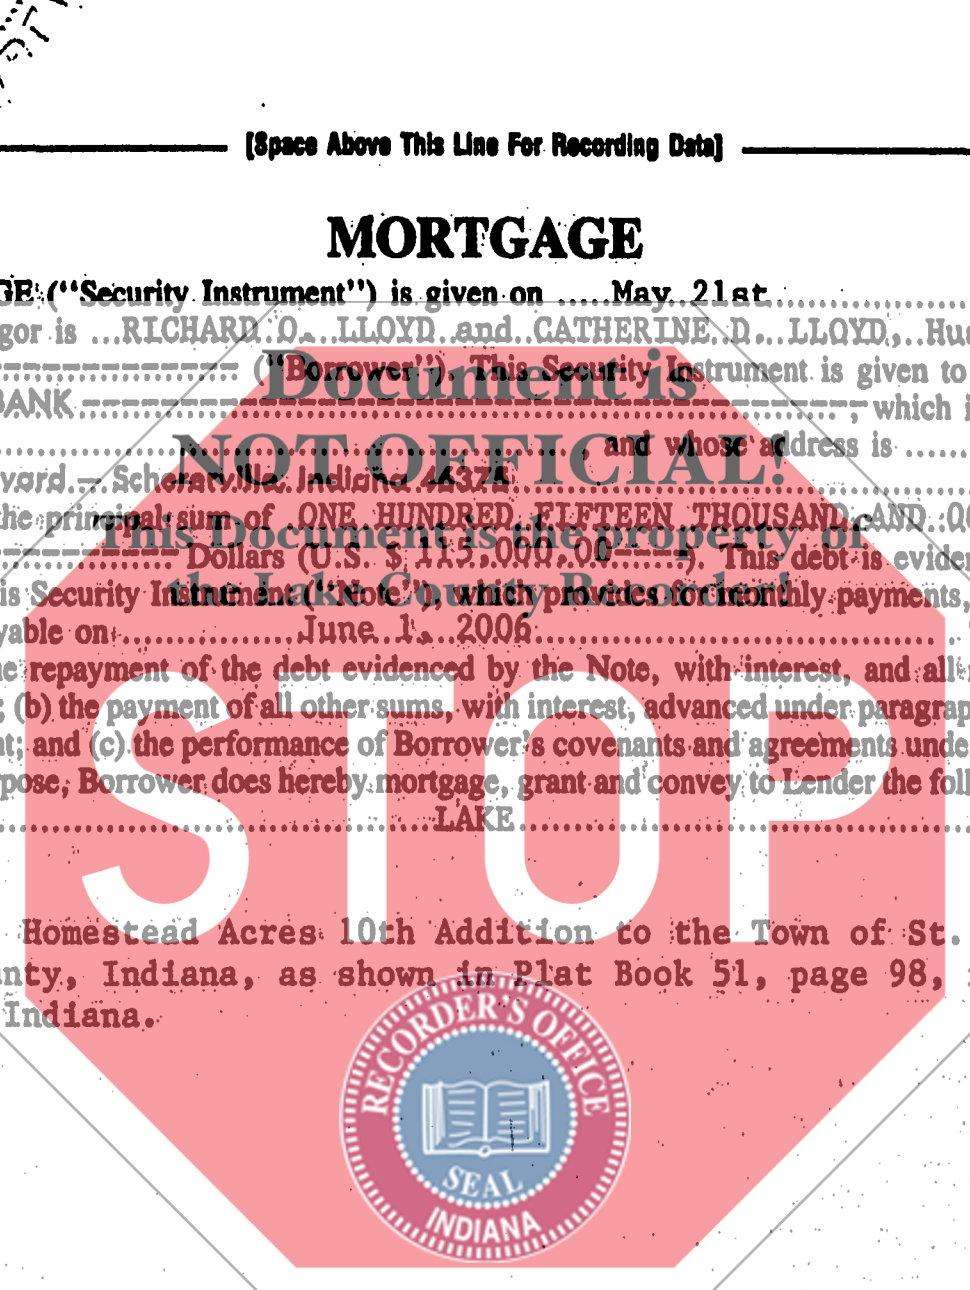 [Space Above This Line For Recording Data]
MORTGAGE
GE (“Security Instrument”) is given on .....May 21st
gor is ...RICHARD O. LLOYD and CATHERINE D. LLOYD,
("Borrower"). This Security Instrument is given to
BANK ---------- , which i
, and whose address is ......
Indiana
the principal sum of ONE HUNDRED FIFTEEN THOUSAND AND
Dollars (U.S. $ 115,000.00-----). This debt is eviden
is Security Instrument ("Note"), which provides for monthly payments,
yable on ........ June 1, 2006 ........
he repayment of the debt evidenced by the Note, with interest, and all
; (b) the payment of all other sums, with interest, advanced under paragrap
nt; and (c) the performance of Borrower's covenants and agreements unde
pose, Borrower does hereby mortgage, grant and convey to Lender the foll
LAKE
Homestead Acres 10th Addition to the Town of St.
nty, Indiana, as shown in Plat Book 51, page 98,
Indiana.
Document is
NOT OFFICIAL!
This Document is the property of
the Lake County Recorder!
STOP
RECORDER'S OFFICE
SEAL
INDIANA